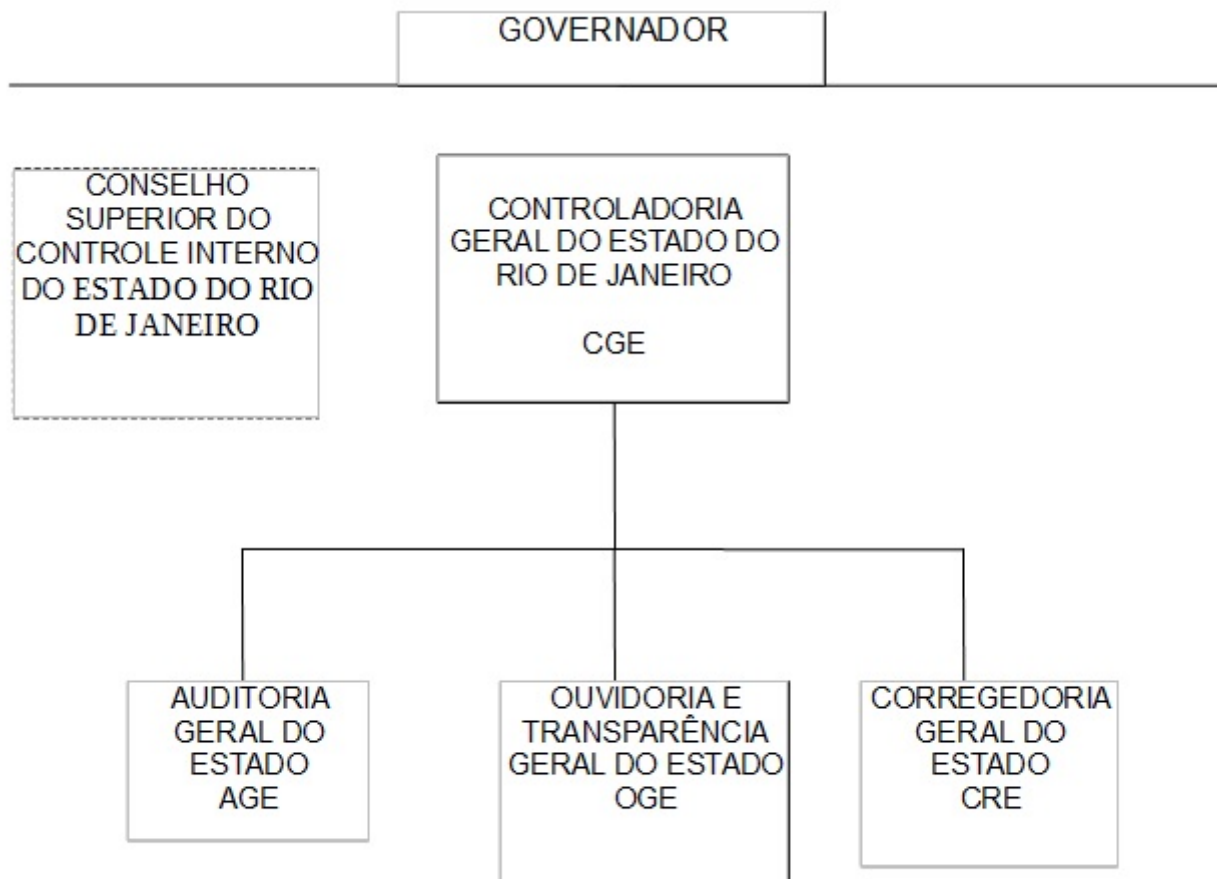 GOVERNADOR
CONSELHO
SUPERIOR DO
CONTROLE INTERNO
DO ESTADO DO RIO
DE JANEIRO
CONTROLADORIA
GERAL DO ESTADO DO
RIO DE JANEIRO
CGE
AUDITORIA
GERAL DO
ESTADO
AGE
OUVIDORIA E
TRANSPARÊNCIA
GERAL DO ESTADO
OGE
CORREGEDORIA
GERAL DO
ESTADO
CRE